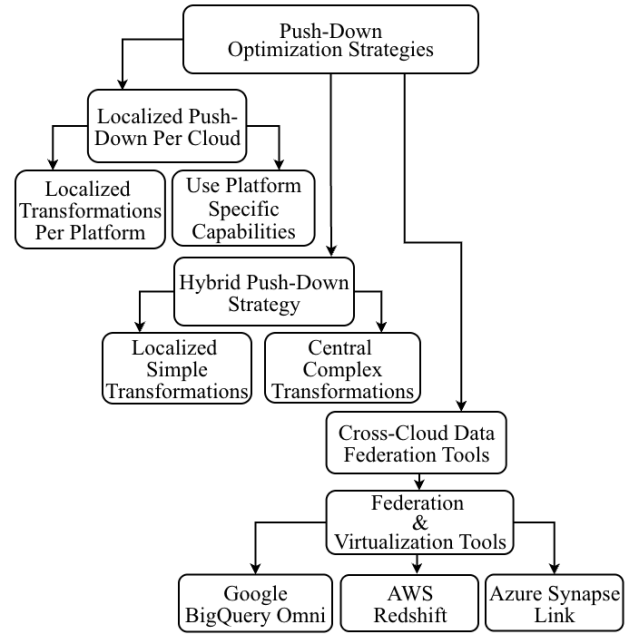 Push-Down
Optimization Strategies
Localized Push-
Down Per Cloud
Localized
Transformations
Per Platform
Use Platform
Specific
Capabilities
Hybrid Push-Down
Strategy
Localized
Simple
Transformations
Central
Complex
Transformations
Cross-Cloud Data
Federation Tools
Federation
&
Virtualization Tools
Google
BigQuery Omni
AWS
Redshift
Azure Synapse
Link